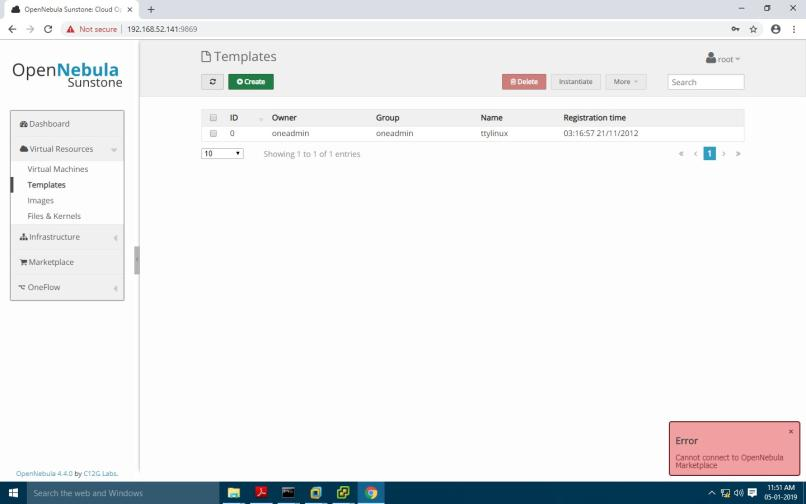 OpenNebula Sunstone: Cloud Op
Not secure
192.168.52.141:9869
OpenNebula
Sunstone
Templates
root
Create
Delete
Instantiate
More
Search
Dashboard
Virtual Resources
Virtual Machines
Templates
Images
Files & Kernels
Infrastructure
Marketplace
OneFlow
ID Owner Group Name Registration time
0 oneadmin oneadmin ttylinux 03:16:57 21/11/2012
10
Showing 1 to 1 of 1 entries
« < 1 > »
Error
Cannot connect to OpenNebula
Marketplace
OpenNebula 4.4.0 by C12G Labs.
Search the web and Windows
11:51 AM
05-01-2019